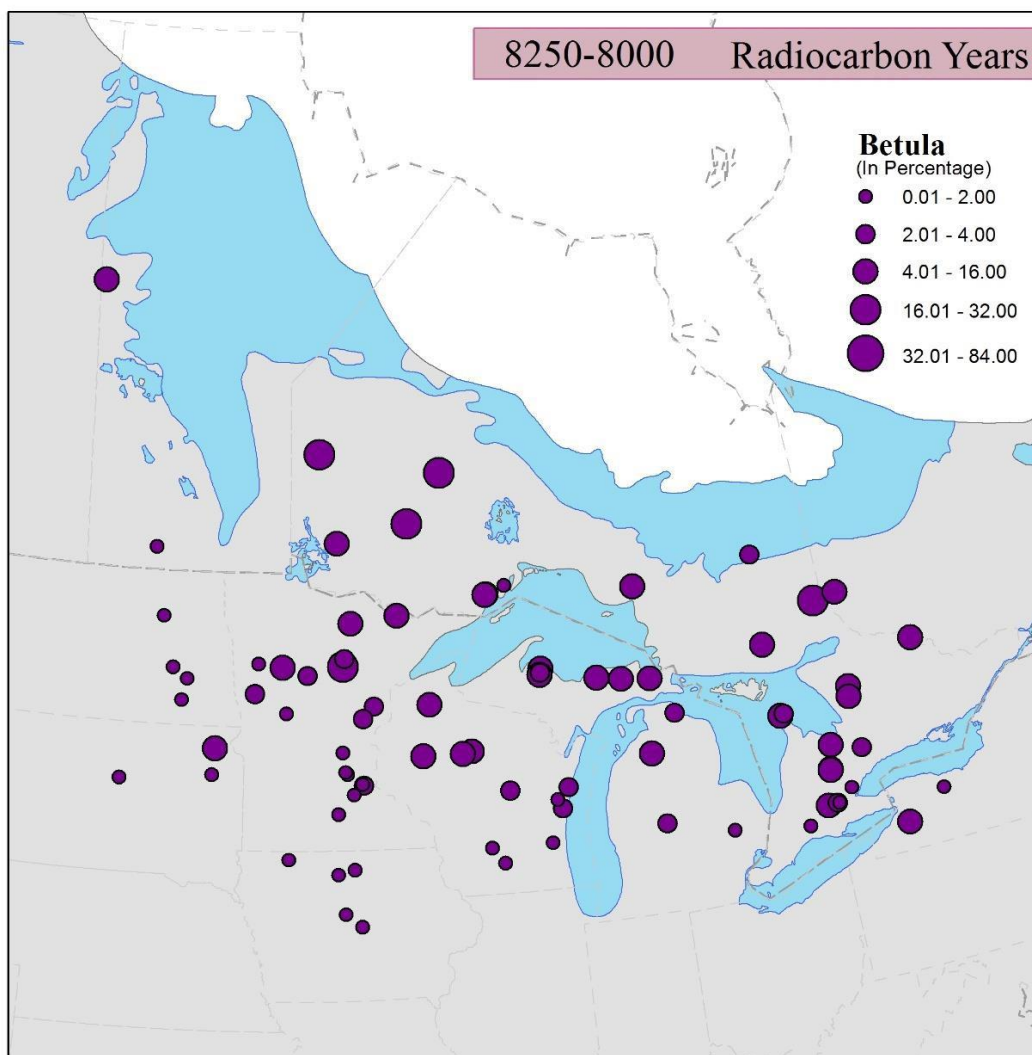 8250-8000 Radiocarbon Years
Betula
(In Percentage)
0.01 - 2.00
2.01 - 4.00
4.01 - 16.00
16.01 - 32.00
32.01 - 84.00